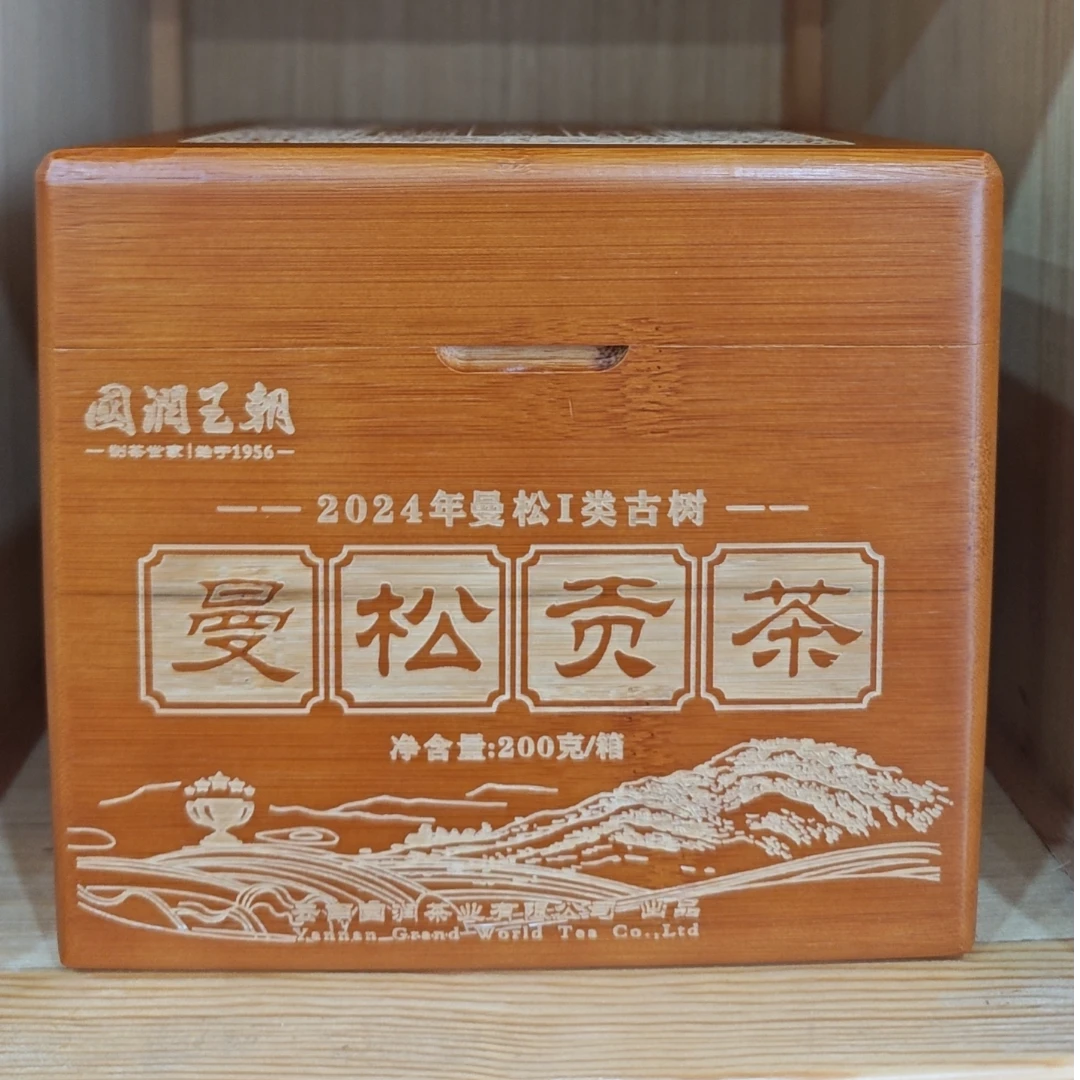 國潤王朝
制茶世家|始于1956
2024年曼松I类古树
曼松贡茶
净含量:200克/箱
云南国润茶业有限公司 出品
Yunnan Grand World Tea Co.,Ltd